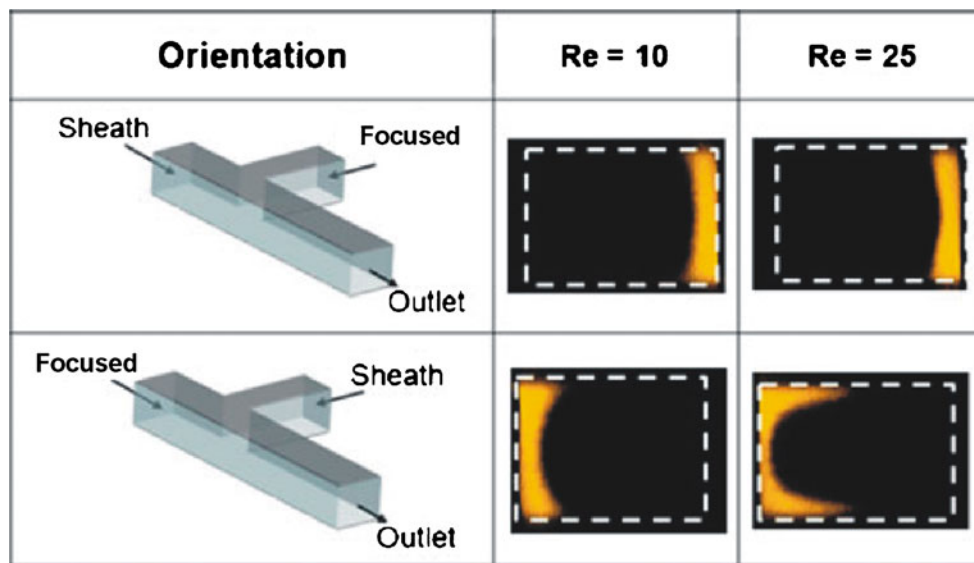 Orientation
Re = 10
Re = 25
Sheath
Focused
Outlet
Focused
Sheath
Outlet